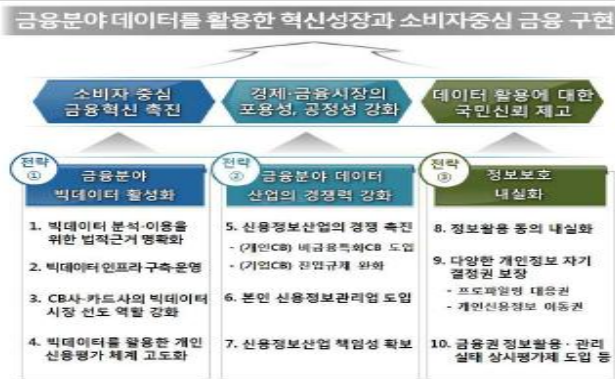 금융분야 데이터를 활용한 혁신성장과 소비자중심 금융 구현
소비자 중심
금융혁신 촉진
경제·금융시장의
포용성, 공정성 강화
데이터 활용에 대한
국민신뢰 제고
전략
①
금융분야
빅데이터 활성화
1. 빅데이터 분석·이용을
위한 법적근거 명확화
2. 빅데이터 인프라 구축·운영
3. CB사·카드사의 빅데이터
시장 선도 역할 강화
4. 빅데이터를 활용한 개인
신용평가 체계 고도화
전략
②
금융분야 데이터
산업의 경쟁력 강화
5. 신용정보산업의 경쟁 촉진
- (개인CB) 비금융특화CB 도입
- (기업CB) 진입규제 완화
6. 본인 신용정보관리업 도입
7. 신용정보산업 책임성 확보
전략
③
정보보호
내실화
8. 정보활용 동의 내실화
9. 다양한 개인정보 자기
결정권 보장
- 프로파일링 대응권
- 개인신용정보 이동권
10. 금융권 정보활용·관리
실태 상시평가제 도입 등